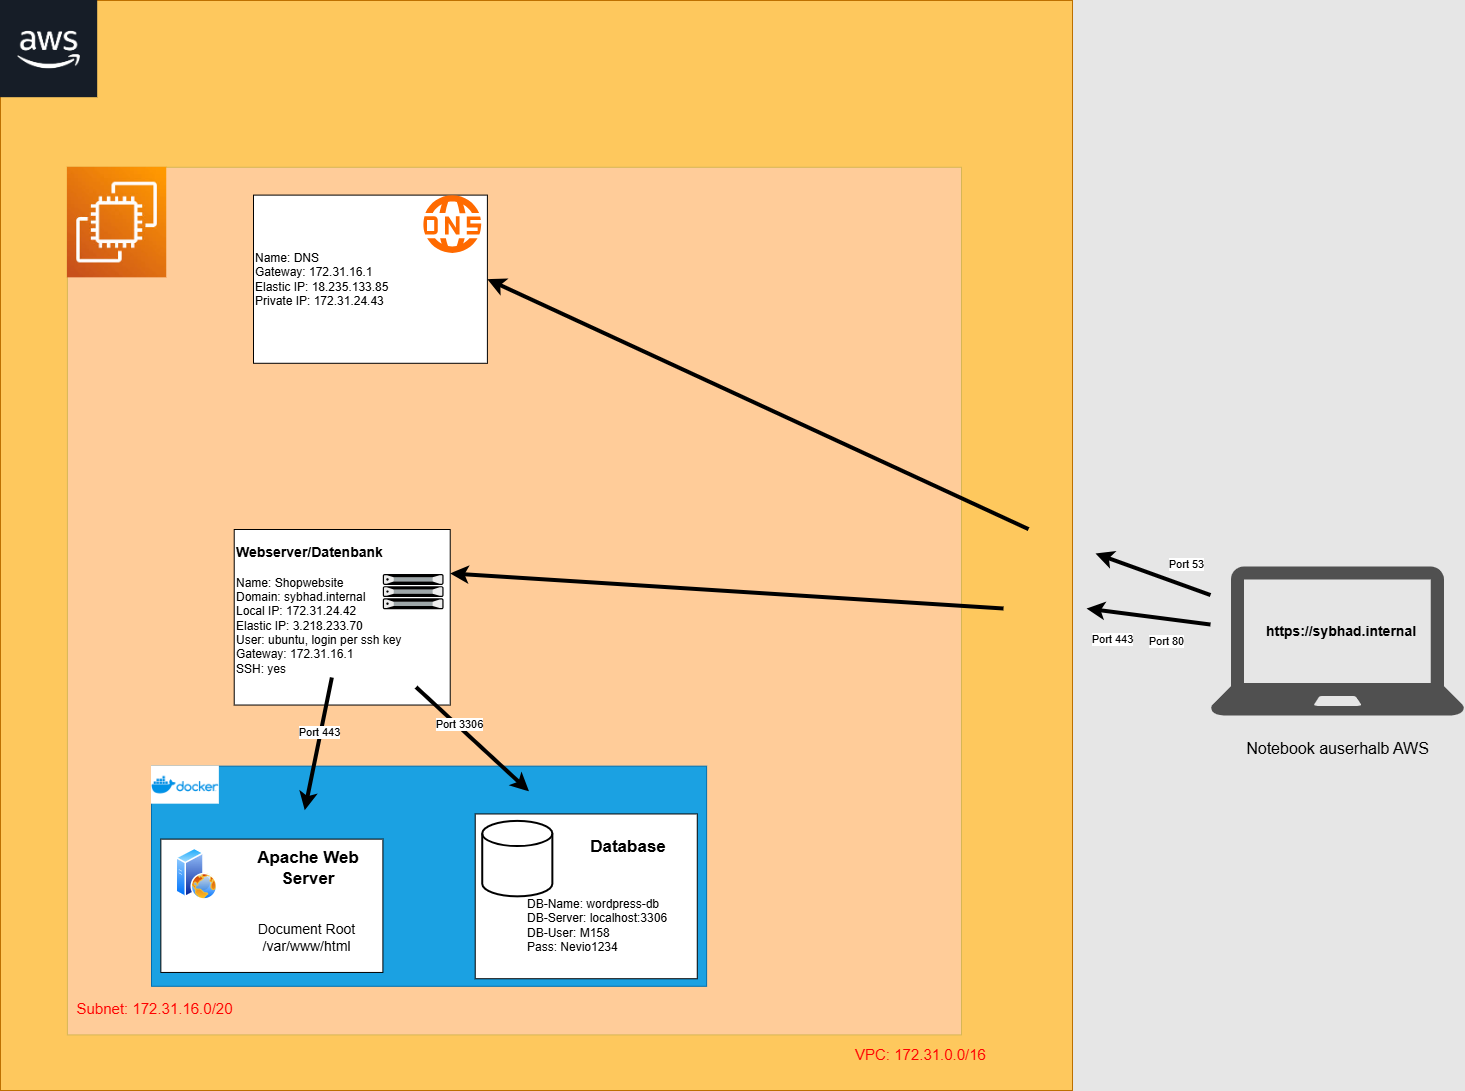 aws
DNS
Name: DNS
Gateway: 172.31.16.1
Elastic IP: 18.235.133.85
Private IP: 172.31.24.43
Webserver/Datenbank
Name: Shopwebsite
Domain: sybhad.internal
Local IP: 172.31.24.42
Elastic IP: 3.218.233.70
User: ubuntu, login per ssh key
Gateway: 172.31.16.1
SSH: yes
Port 53
Port 443
Port 80
https://sybhad.internal
Notebook auserhalb AWS
Port 443
Port 3306
docker
Apache Web
Server
Document Root
/var/www/html
Database
DB-Name: wordpress-db
DB-Server: localhost:3306
DB-User: M158
Pass: Nevio1234
Subnet: 172.31.16.0/20
VPC: 172.31.0.0/16